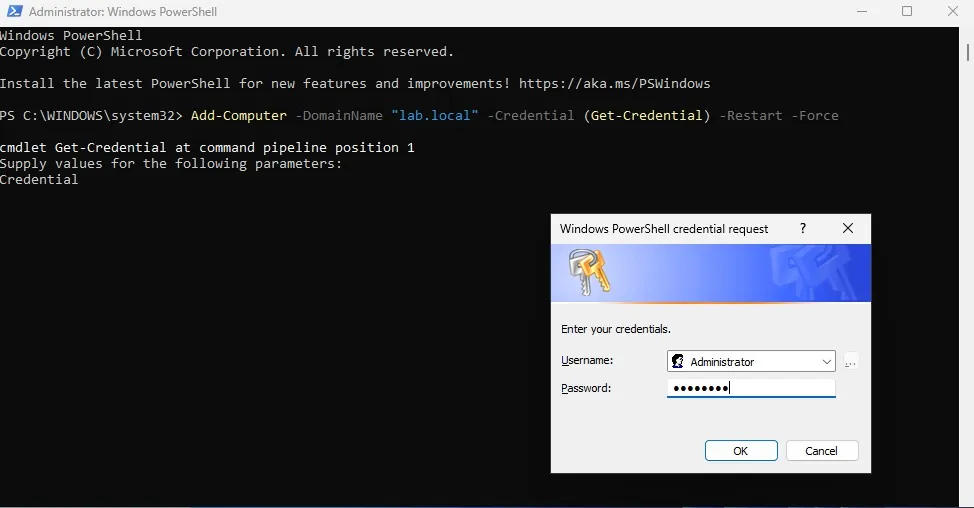 Administrator: Windows PowerShell
Windows PowerShell
Copyright (C) Microsoft Corporation. All rights reserved.
Install the latest PowerShell for new features and improvements! https://aka.ms/PSWindows
PS C:\WINDOWS\system32> Add-Computer -DomainName "lab.local" -Credential (Get-Credential) -Restart -Force
cmdlet Get-Credential at command pipeline position 1
Supply values for the following parameters:
Credential
Windows PowerShell credential request
Enter your credentials.
Username: Administrator ...
Password: ●●●●●●●●
OK Cancel